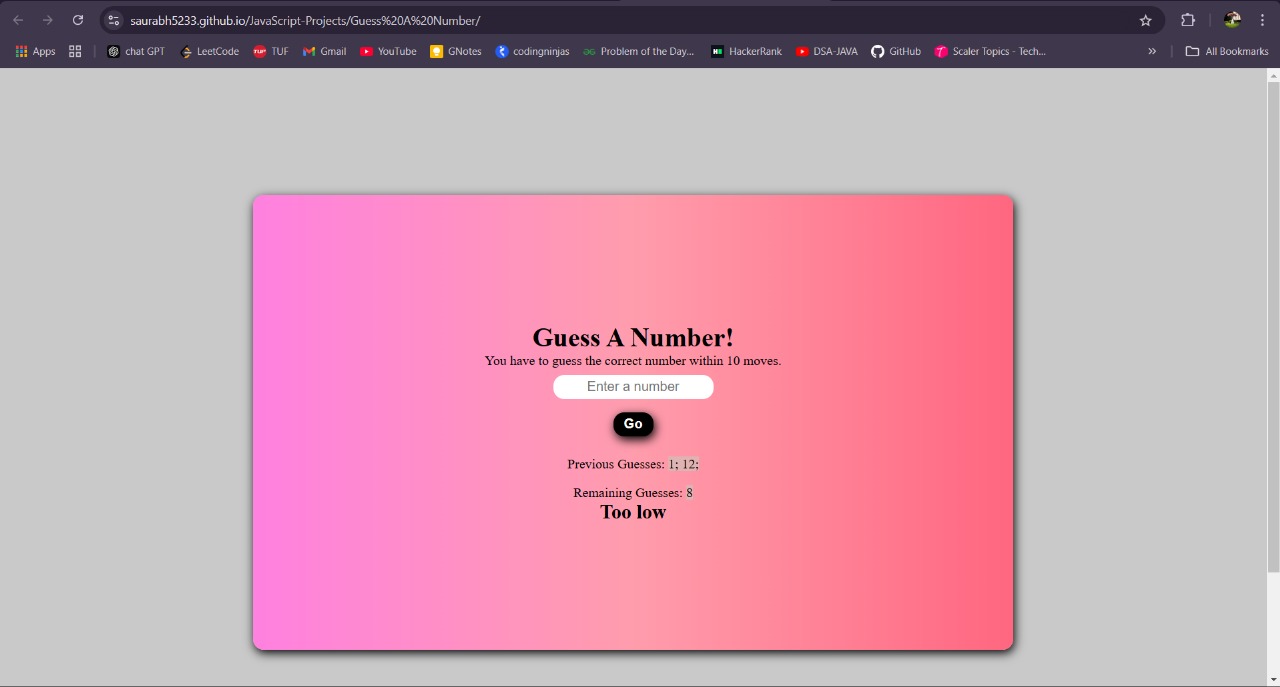 saurabh5233.github.io/JavaScript-Projects/Guess%20A%20Number/
Apps chat GPT LeetCode TUF Gmail YouTube GNotes codingninjas Problem of the Day... HackerRank DSA-JAVA GitHub Scaler Topics - Tech... » All Bookmarks
Guess A Number!
You have to guess the correct number within 10 moves.
Enter a number
Go
Previous Guesses: 1; 12;
Remaining Guesses: 8
Too low